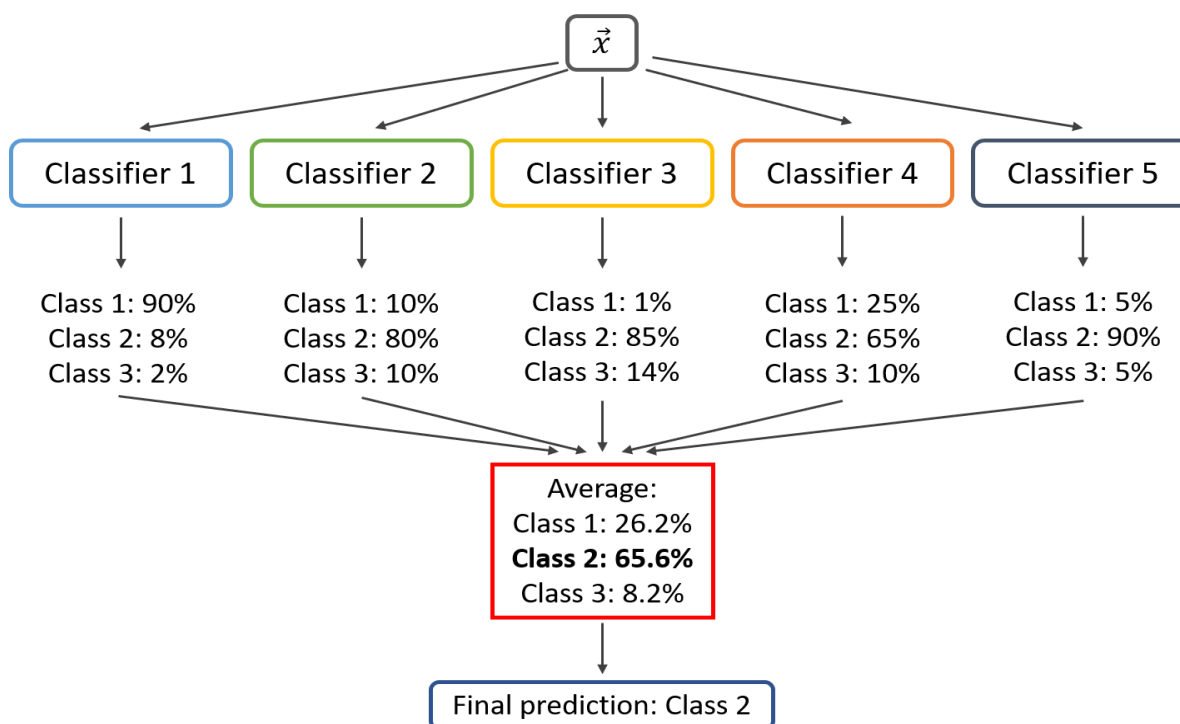 x⃗
Classifier 1
Classifier 2
Classifier 3
Classifier 4
Classifier 5
Class 1: 90%
Class 2: 8%
Class 3: 2%
Class 1: 10%
Class 2: 80%
Class 3: 10%
Class 1: 1%
Class 2: 85%
Class 3: 14%
Class 1: 25%
Class 2: 65%
Class 3: 10%
Class 1: 5%
Class 2: 90%
Class 3: 5%
Average:
Class 1: 26.2%
Class 2: 65.6%
Class 3: 8.2%
Final prediction: Class 2